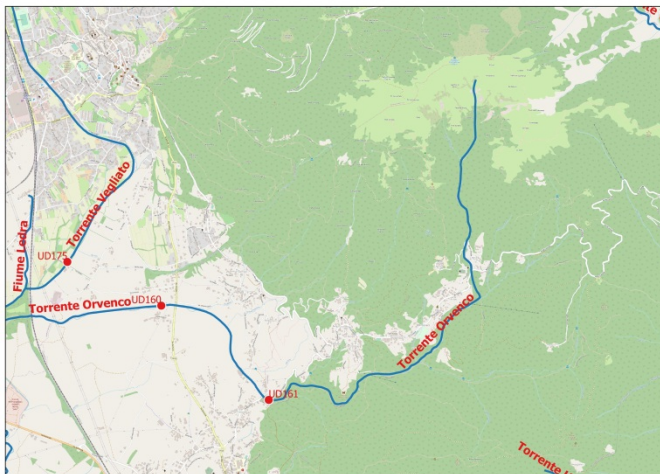 Torrente Vegliato
UD175
Fiume Ledra
Torrente Orvenco
UD160
Torrente Orvenco
UD161
Torrente